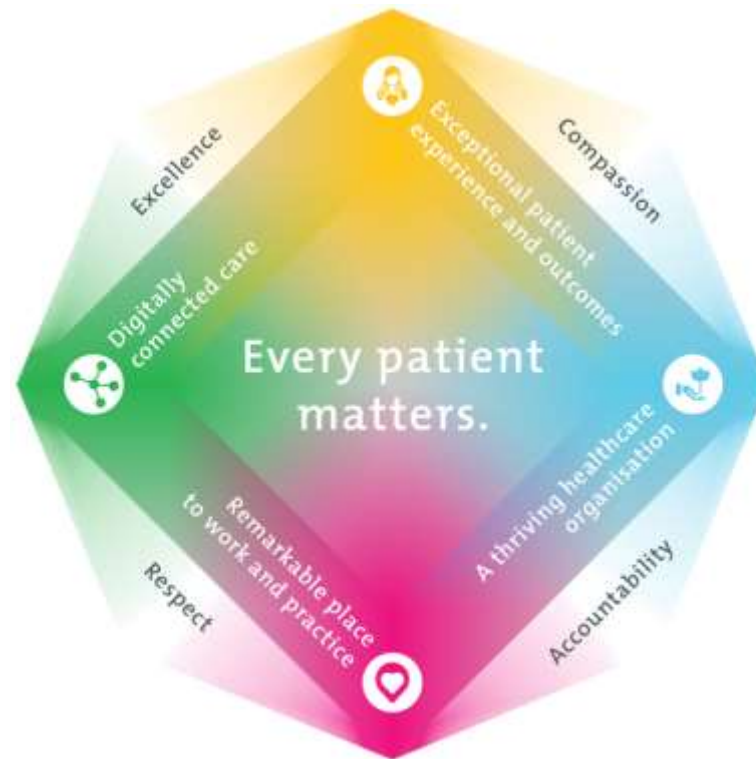 Excellence
Compassion
Exceptional patient
experience and outcomes
Digitally
connected care
Every patient
matters.
Remarkable place
to work and practice
A thriving healthcare
organisation
Respect
Accountability